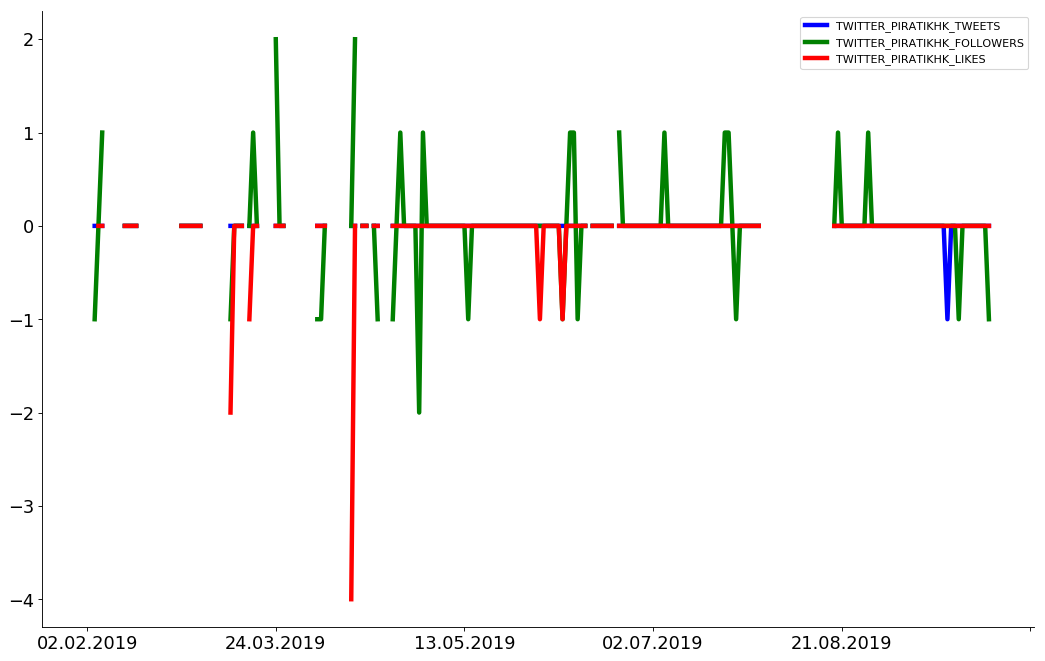 TWITTER_PIRATIKHK_TWEETS
TWITTER_PIRATIKHK_FOLLOWERS
TWITTER_PIRATIKHK_LIKES
2
1
0
−1
−2
−3
−4
02.02.2019 24.03.2019 13.05.2019 02.07.2019 21.08.2019